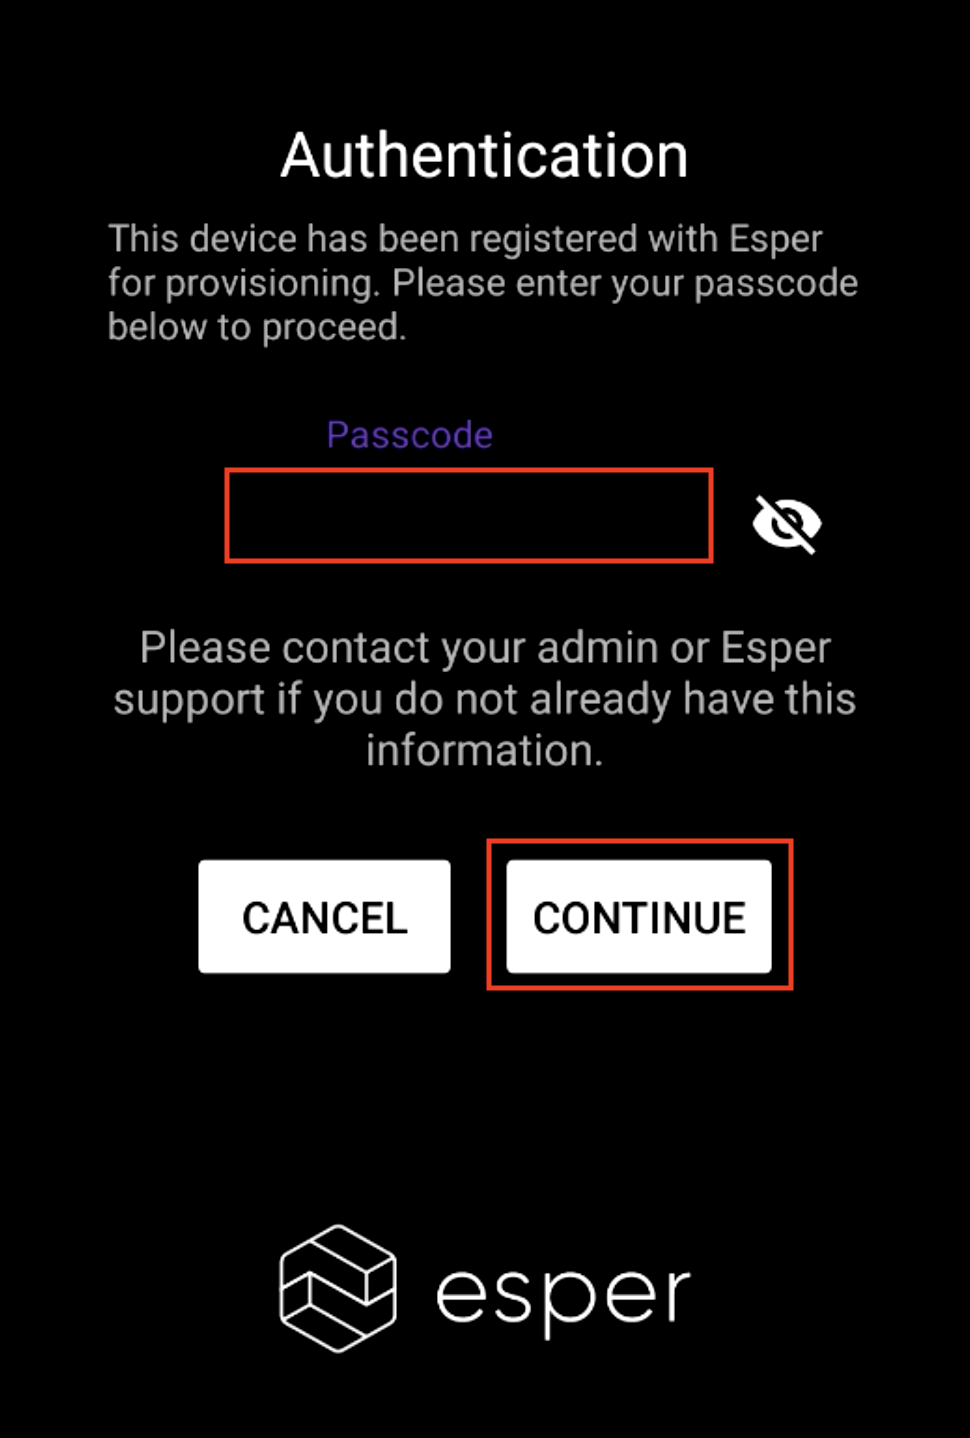 Authentication
This device has been registered with Esper
for provisioning. Please enter your passcode
below to proceed.
Passcode
Please contact your admin or Esper
support if you do not already have this
information.
CANCEL CONTINUE
esper